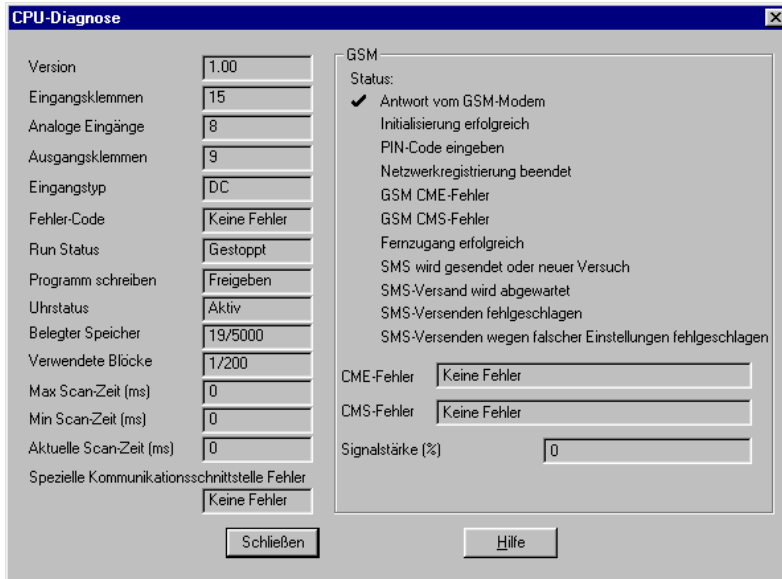 CPU-Diagnose
Version 1.00
Eingangsklemmen 15
Analoge Eingänge 8
Ausgangsklemmen 9
Eingangstyp DC
Fehler-Code Keine Fehler
Run Status Gestoppt
Programm schreiben Freigeben
Uhrstatus Aktiv
Belegter Speicher 19/5000
Verwendete Blöcke 1/200
Max Scan-Zeit (ms) 0
Min Scan-Zeit (ms) 0
Aktuelle Scan-Zeit (ms) 0
Spezielle Kommunikationsschnittstelle Fehler
Keine Fehler
GSM
Status:
Antwort vom GSM-Modem
Initialisierung erfolgreich
PIN-Code eingeben
Netzwerkregistrierung beendet
GSM CME-Fehler
GSM CMS-Fehler
Fernzugang erfolgreich
SMS wird gesendet oder neuer Versuch
SMS-Versand wird abgewartet
SMS-Versenden fehlgeschlagen
SMS-Versenden wegen falscher Einstellungen fehlgeschlagen
CME-Fehler Keine Fehler
CMS-Fehler Keine Fehler
Signalstärke (%) 0
Schließen
Hilfe